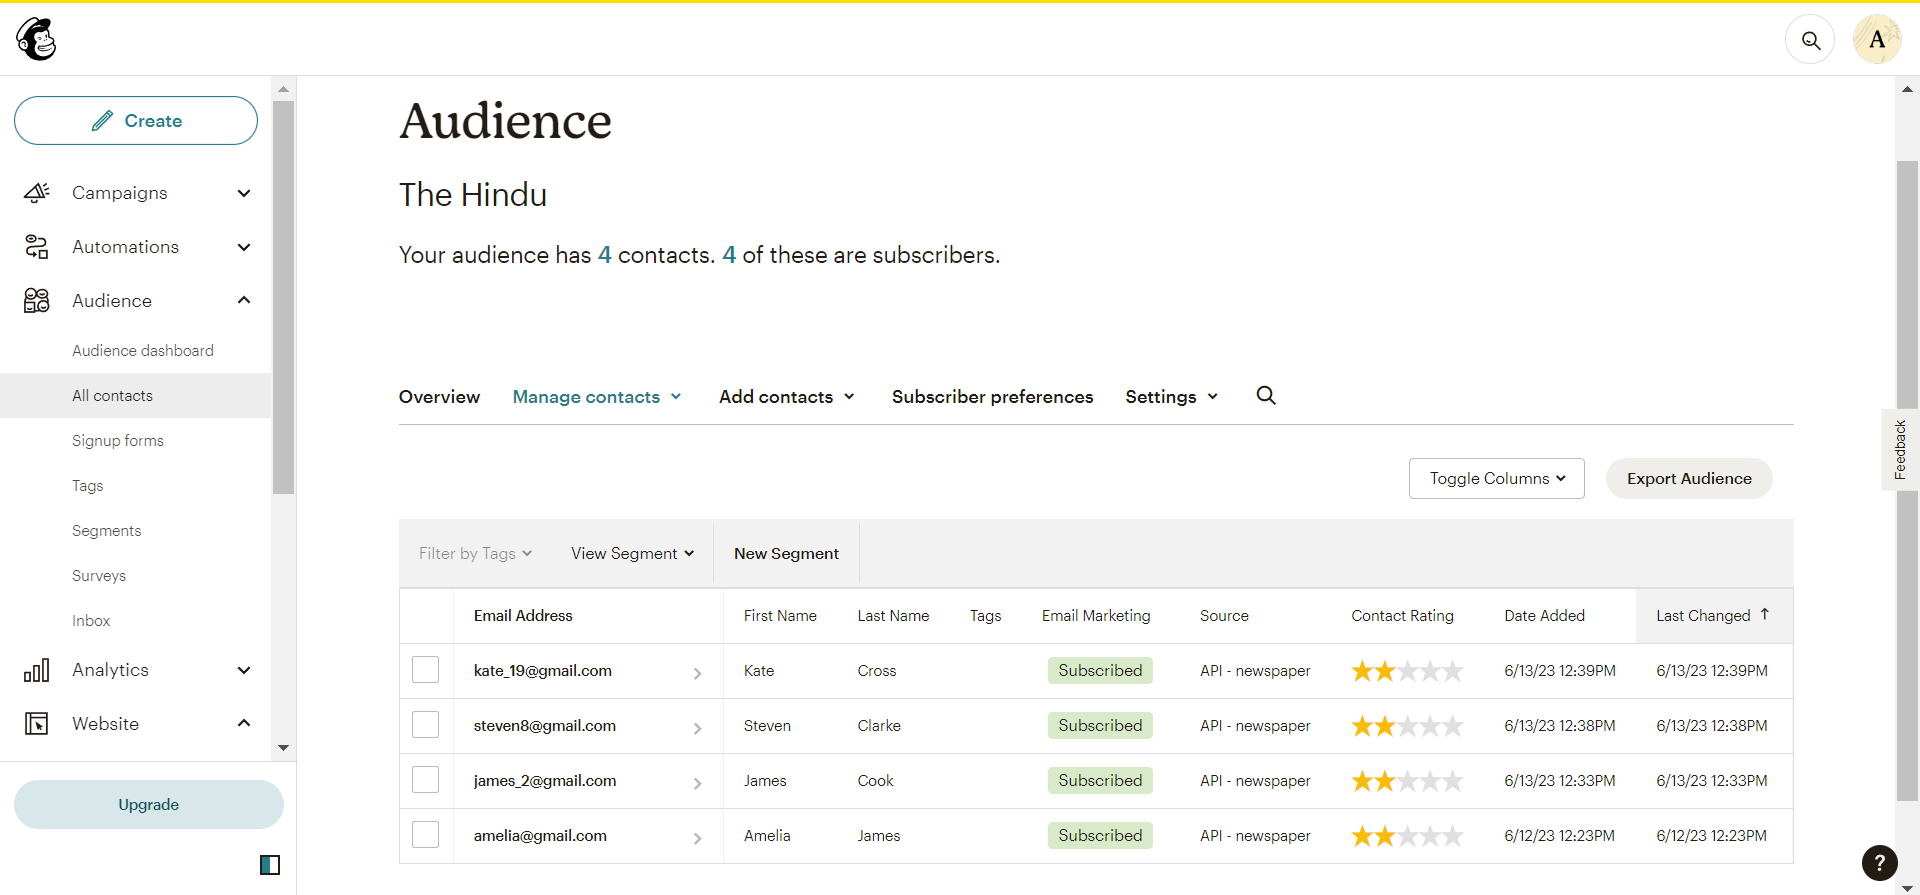 A
Create
Campaigns
Automations
Audience
Audience dashboard
All contacts
Signup forms
Tags
Segments
Surveys
Inbox
Analytics
Website
Upgrade
Audience
The Hindu
Your audience has 4 contacts. 4 of these are subscribers.
Overview Manage contacts Add contacts Subscriber preferences Settings
Toggle Columns Export Audience
Filter by Tags View Segment New Segment
Email Address First Name Last Name Tags Email Marketing Source Contact Rating Date Added Last Changed ↑
kate_19@gmail.com Kate Cross Subscribed API - newspaper 6/13/23 12:39PM 6/13/23 12:39PM
steven8@gmail.com Steven Clarke Subscribed API - newspaper 6/13/23 12:38PM 6/13/23 12:38PM
james_2@gmail.com James Cook Subscribed API - newspaper 6/13/23 12:33PM 6/13/23 12:33PM
amelia@gmail.com Amelia James Subscribed API - newspaper 6/12/23 12:23PM 6/12/23 12:23PM
Feedback
?